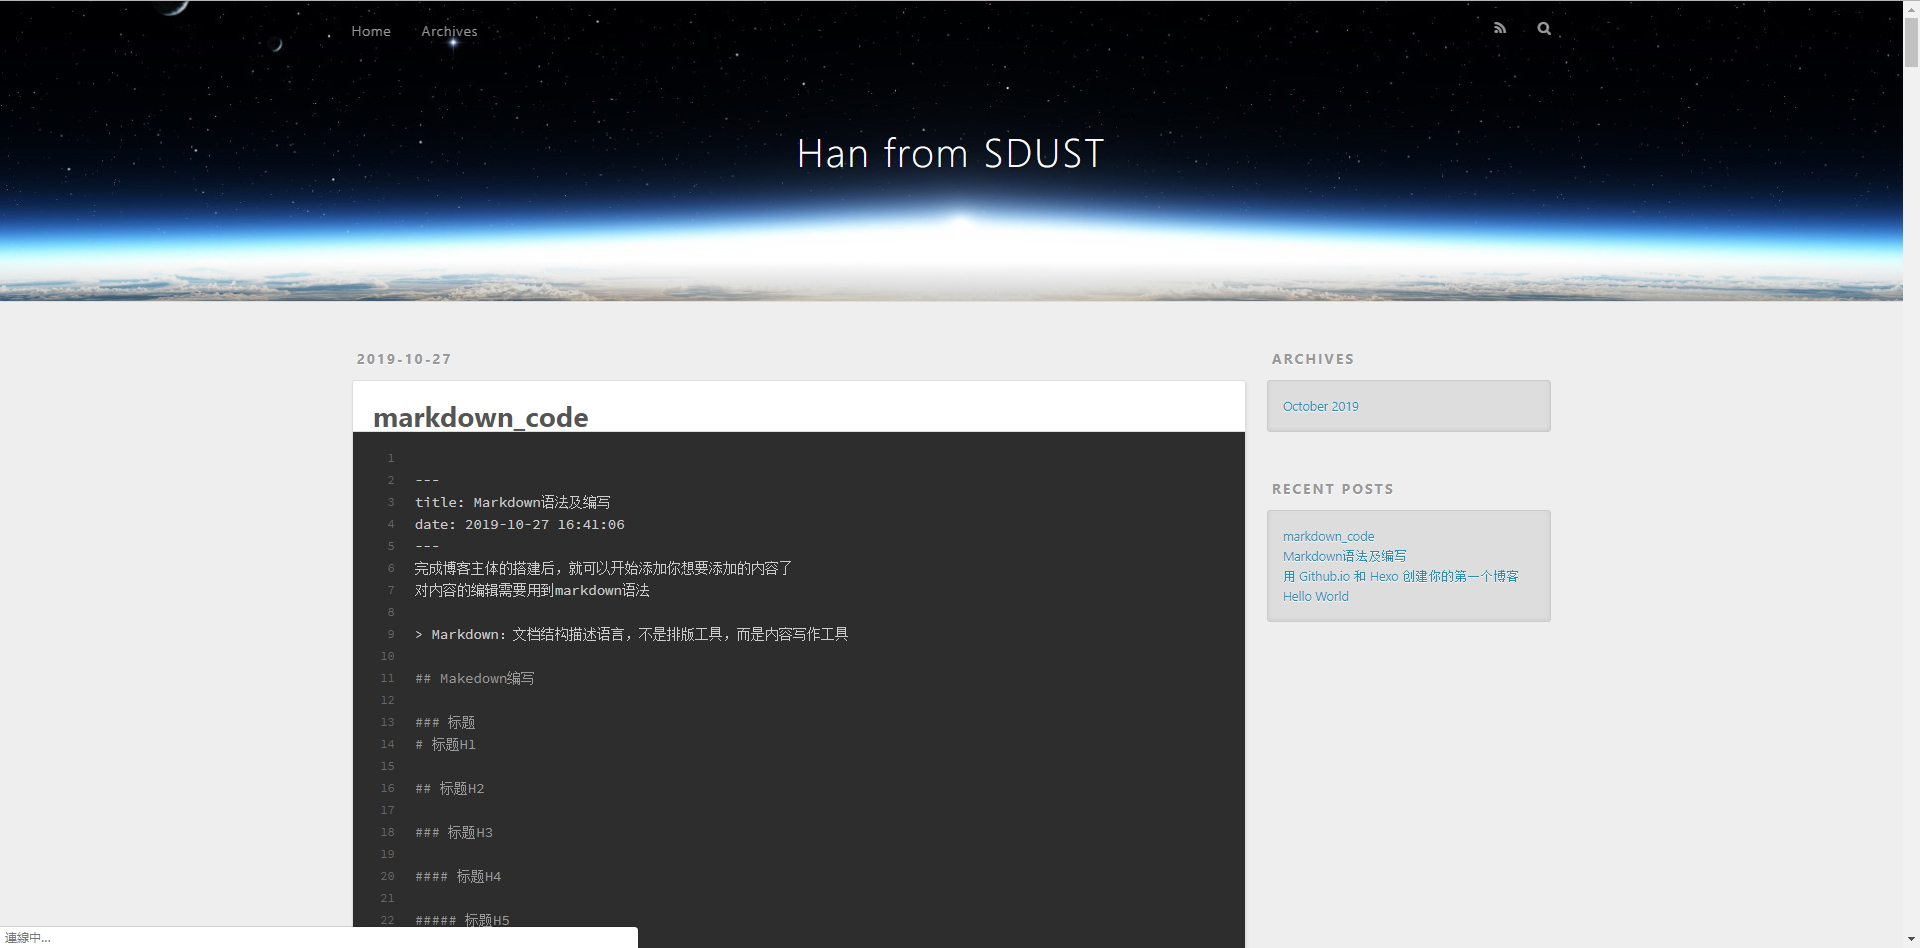 Home
Archives
Han from SDUST
2019-10-27
markdown_code
1
2 ---
3 title: Markdown语法及编写
4 date: 2019-10-27 16:41:06
5 ---
6 完成博客主体的搭建后，就可以开始添加你想要添加的内容了
7 对内容的编辑需要用到markdown语法
8
9 > Markdown：文档结构描述语言，不是排版工具，而是内容写作工具
10
11 ## Makedown编写
12
13 ### 标题
14 # 标题H1
15
16 ## 标题H2
17
18 ### 标题H3
19
20 #### 标题H4
21
22 ##### 标题H5
ARCHIVES
October 2019
RECENT POSTS
markdown_code
Markdown语法及编写
用 Github.io 和 Hexo 创建你的第一个博客
Hello World
連線中...